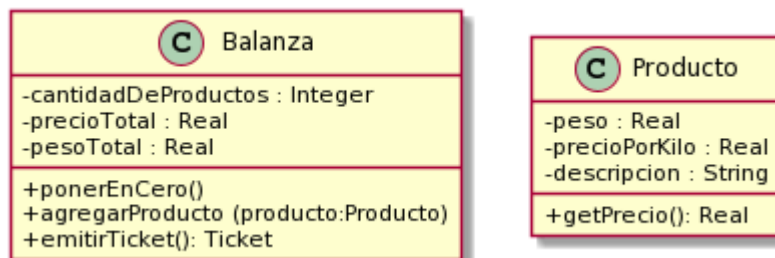 C Balanza
-cantidadDeProductos : Integer
-precioTotal : Real
-pesoTotal : Real
+ponerEnCero()
+agregarProducto (producto:Producto)
+emitirTicket(): Ticket
C Producto
-peso : Real
-precioPorKilo : Real
-descripcion : String
+getPrecio(): Real